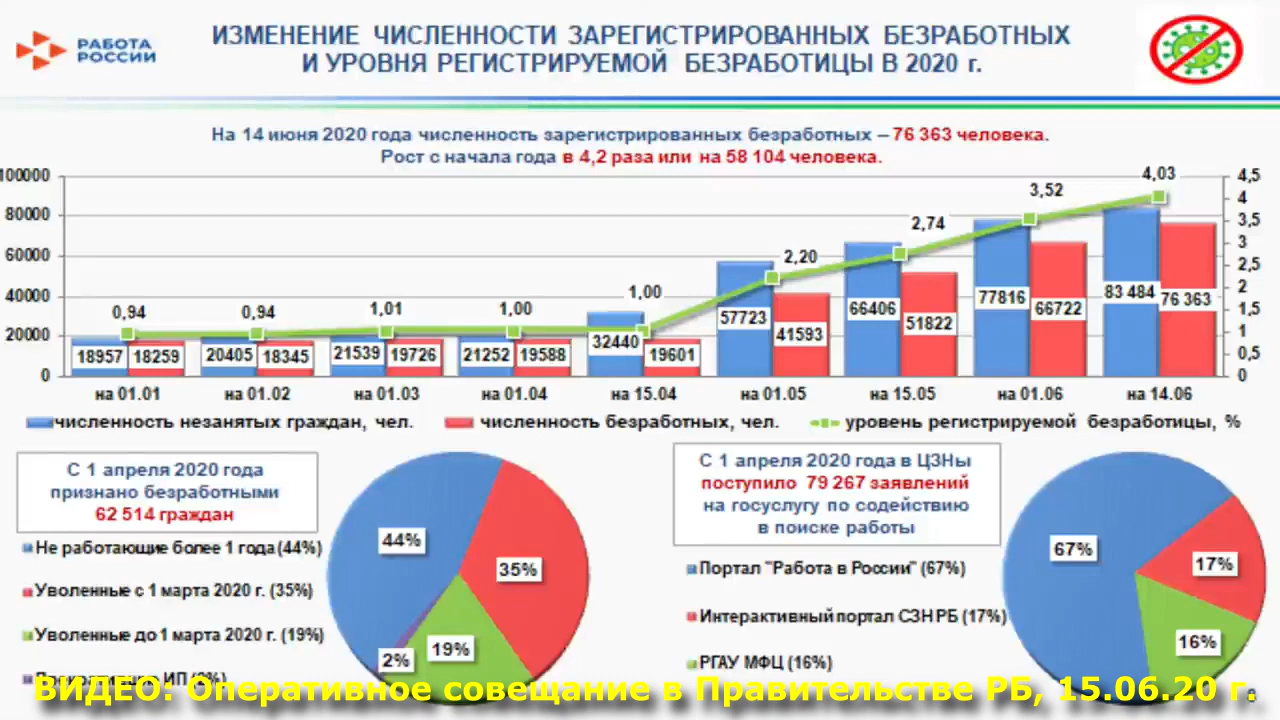 РАБОТА
РОССИИ
ИЗМЕНЕНИЕ ЧИСЛЕННОСТИ ЗАРЕГИСТРИРОВАННЫХ БЕЗРАБОТНЫХ
И УРОВНЯ РЕГИСТРИРУЕМОЙ БЕЗРАБОТИЦЫ В 2020 г.
На 14 июня 2020 года численность зарегистрированных безработных – 76 363 человека.
Рост с начала года в 4,2 раза или на 58 104 человека.
100000
80000
60000
40000
20000
0
4,5
4
3,5
3
2,5
2
1,5
1
0,5
0
0,94
0,94
1,01
1,00
1,00
2,20
2,74
3,52
4,03
18957 18259
20405 18345
21539 19726
21252 19588
32440 19601
57723 41593
66406 51822
77816 66722
83 484 76 363
на 01.01 на 01.02 на 01.03 на 01.04 на 15.04 на 01.05 на 15.05 на 01.06 на 14.06
численность незанятых граждан, чел. численность безработных, чел. уровень регистрируемой безработицы, %
С 1 апреля 2020 года
признано безработными
62 514 граждан
Не работающие более 1 года (44%)
Уволенные с 1 марта 2020 г. (35%)
Уволенные до 1 марта 2020 г. (19%)
ИП (2%)
44%
35%
19%
2%
С 1 апреля 2020 года в ЦЗНы
поступило 79 267 заявлений
на госуслугу по содействию
в поиске работы
Портал "Работа в России" (67%)
Интерактивный портал СЗН РБ (17%)
РГАУ МФЦ (16%)
67%
17%
16%
ВИДЕО: Оперативное совещание в Правительстве РБ, 15.06.20 г.